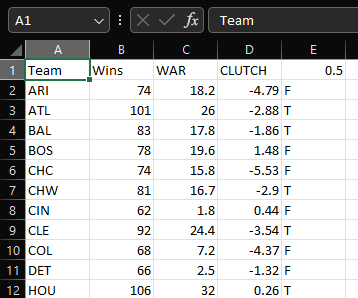 A1 fx Team
A B C D E
1 Team Wins WAR CLUTCH 0.5
2 ARI 74 18.2 -4.79 F
3 ATL 101 26 -2.88 T
4 BAL 83 17.8 -1.86 T
5 BOS 78 19.6 1.48 F
6 CHC 74 15.8 -5.53 F
7 CHW 81 16.7 -2.9 T
8 CIN 62 1.8 0.44 F
9 CLE 92 24.4 -3.54 T
10 COL 68 7.2 -4.37 F
11 DET 66 2.5 -1.32 F
12 HOU 106 32 0.26 T